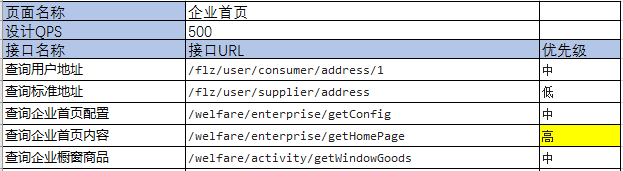 页面名称 企业首页
设计QPS 500
接口名称 接口URL 优先级
查询用户地址 /flz/user/consumer/address/1 中
查询标准地址 /flz/user/supplier/address 低
查询企业首页配置 /welfare/enterprise/getConfig 中
查询企业首页内容 /welfare/enterprise/getHomePage 高
查询企业橱窗商品 /welfare/activity/getWindowGoods 中